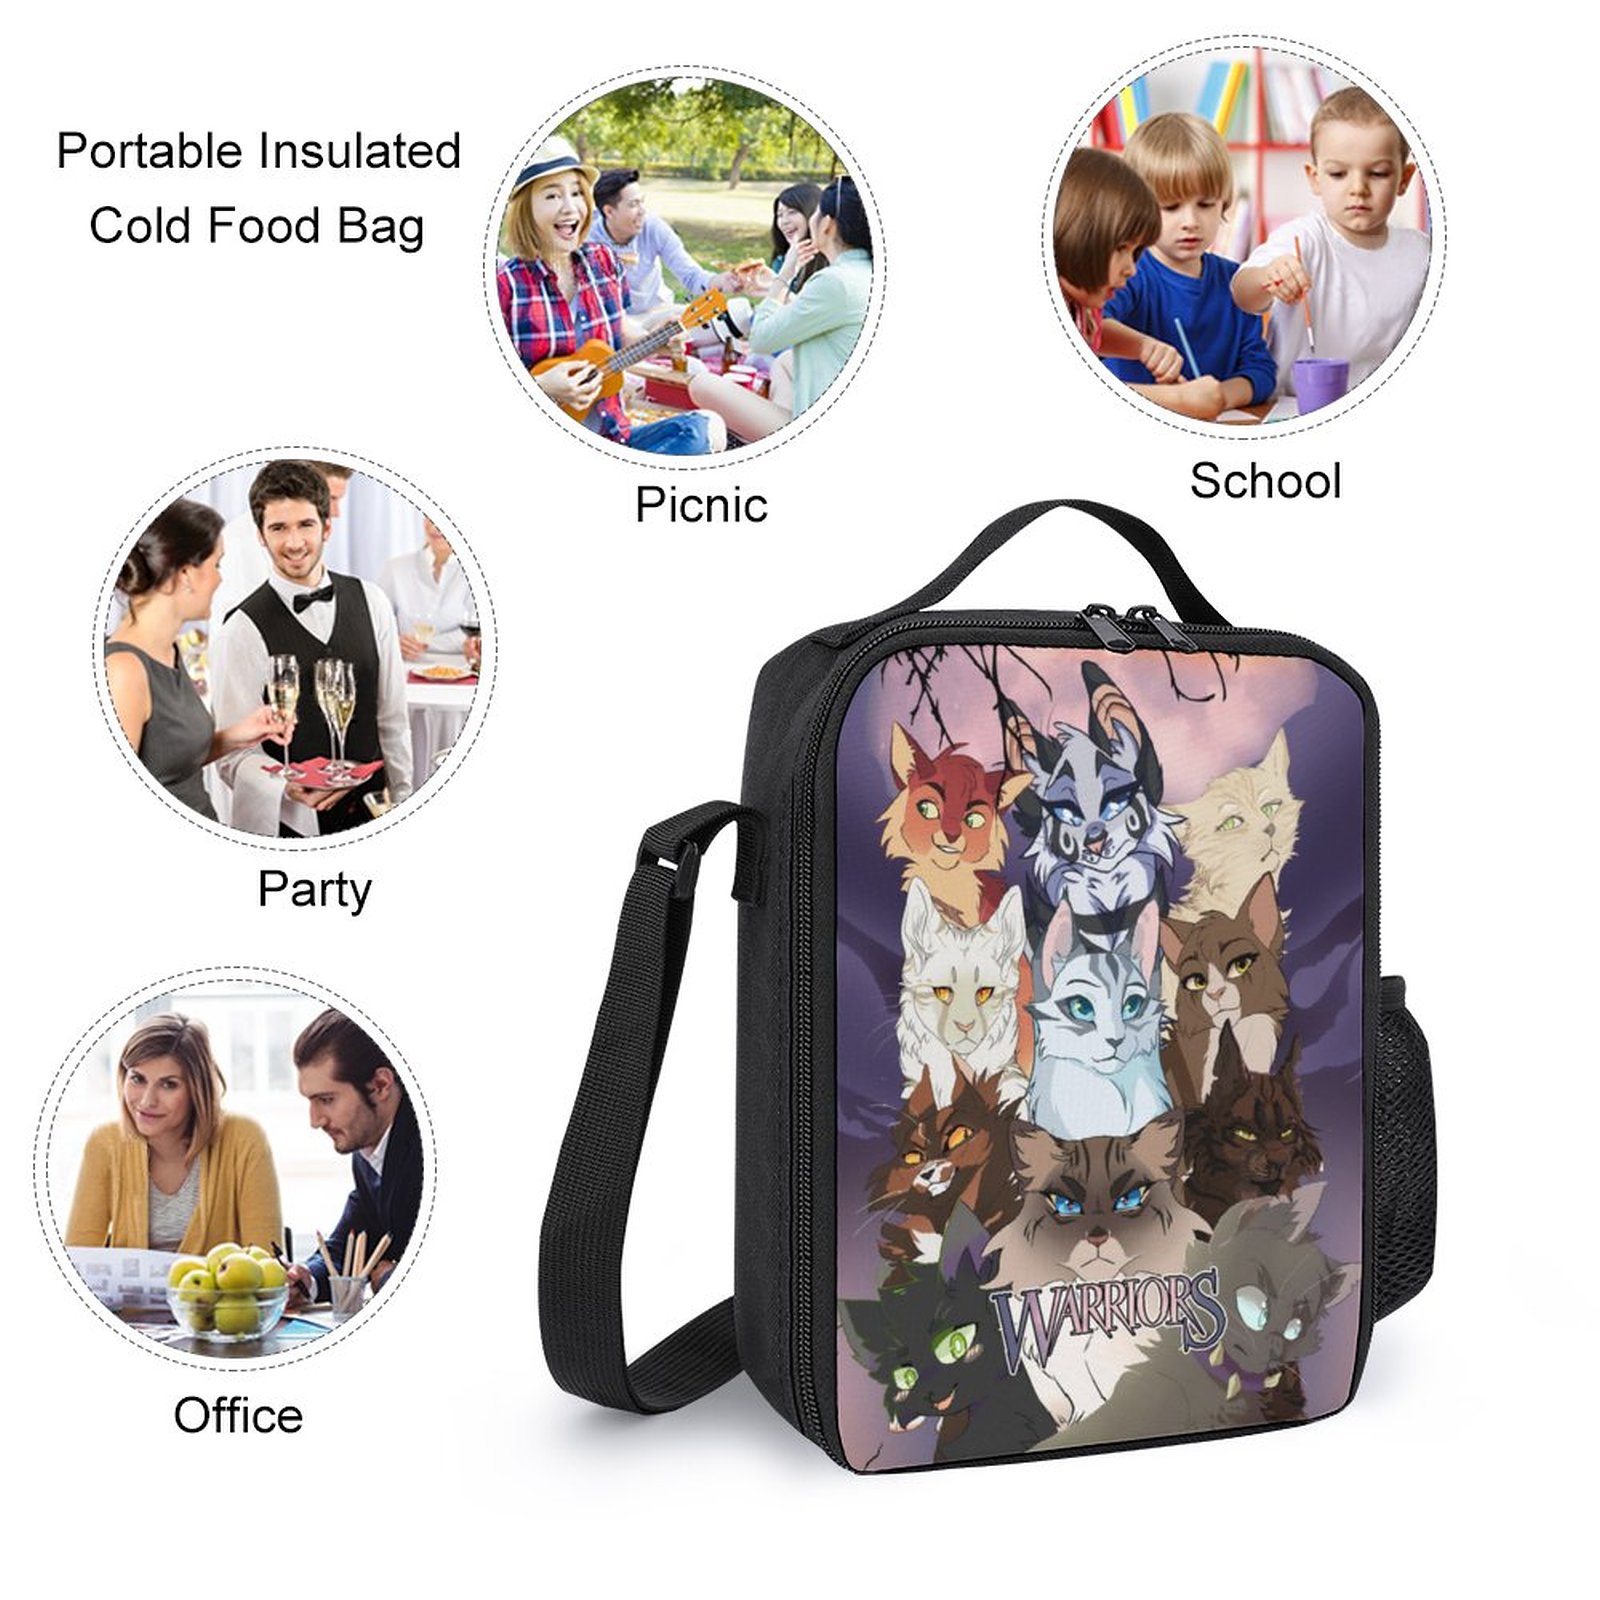 Portable Insulated
Cold Food Bag
Picnic
School
Party
Office
WARRIORS